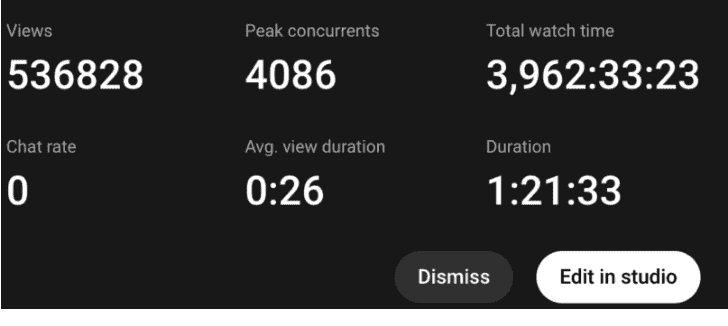 Views Peak concurrents Total watch time
536828 4086 3,962:33:23
Chat rate Avg. view duration Duration
0 0:26 1:21:33
Dismiss Edit in studio